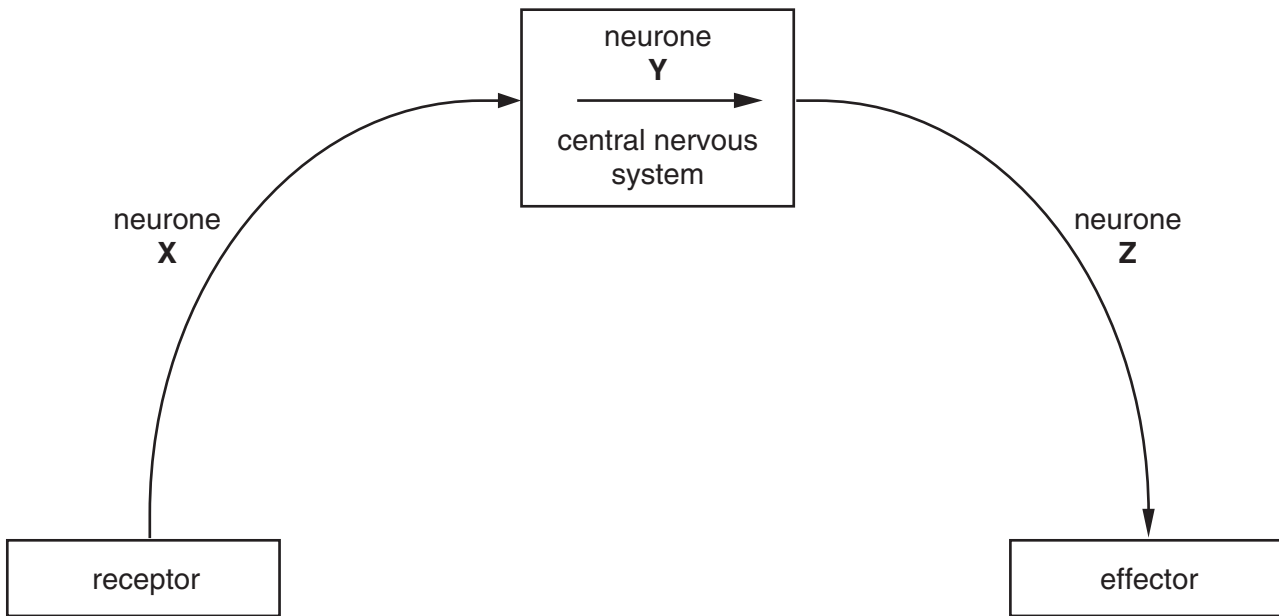 neurone
Y
central nervous
system
neurone
X
neurone
Z
receptor
effector